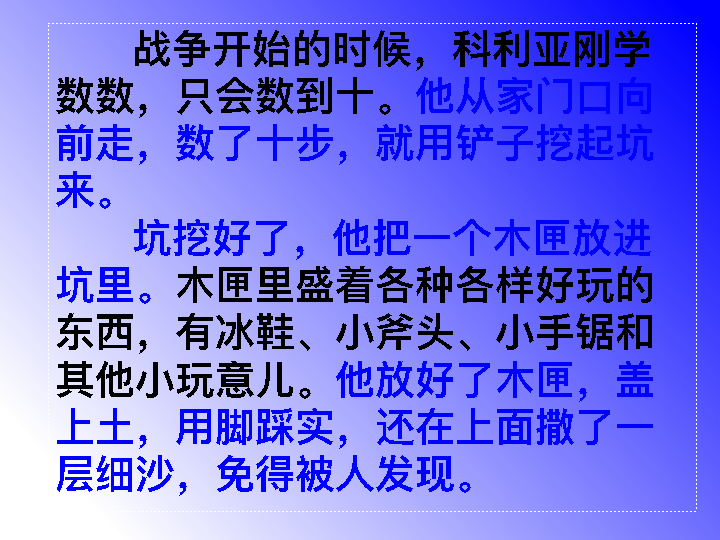 战争开始的时候，科利亚刚学
数数，只会数到十。他从家门口向
前走，数了十步，就用铲子挖起坑
来。
坑挖好了，他把一个木匣放进
坑里。木匣里盛着各种各样好玩的
东西，有冰鞋、小斧头、小手锯和
其他小玩意儿。他放好了木匣，盖
上土，用脚踩实，还在上面撒了一
层细沙，免得被人发现。